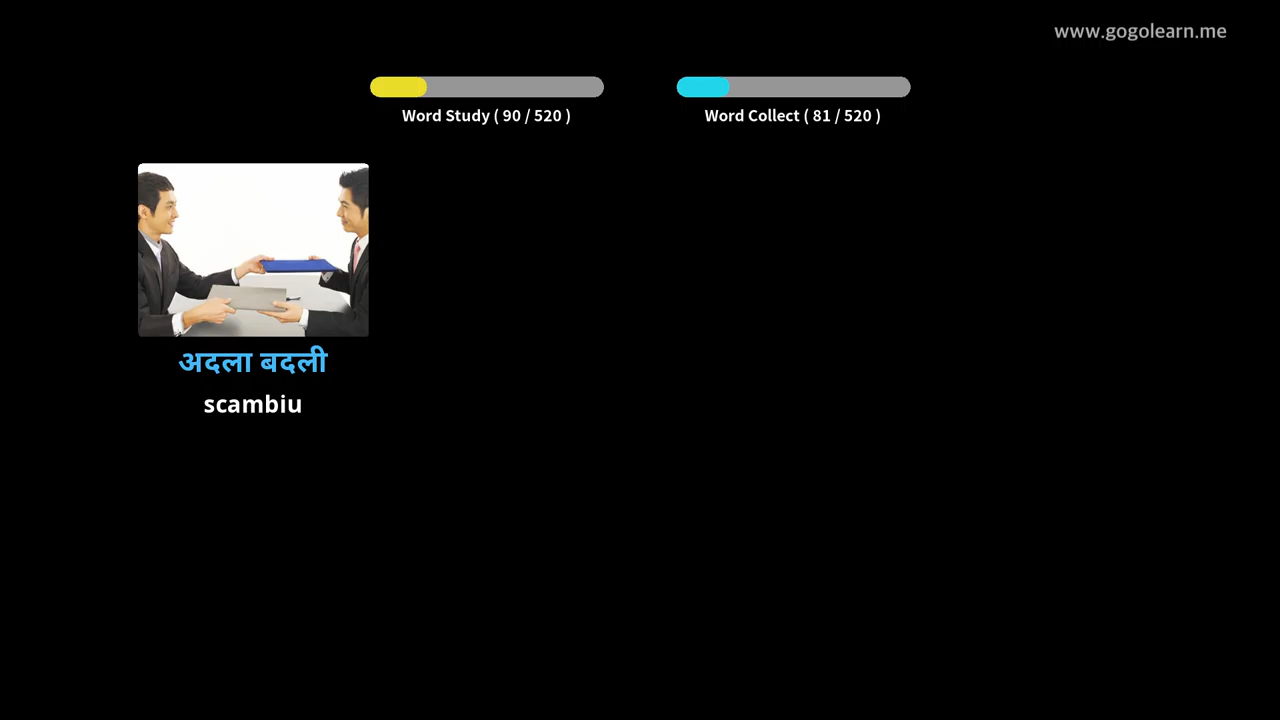 www.gogolearn.me
Word Study ( 90 / 520 )
Word Collect ( 81 / 520 )
अदला बदली
scambiu